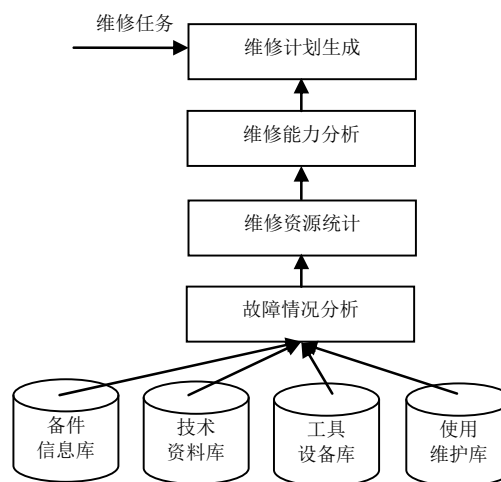 维修任务
维修计划生成
维修能力分析
维修资源统计
故障情况分析
备件
信息库
技术
资料库
工具
设备库
使用
维护库